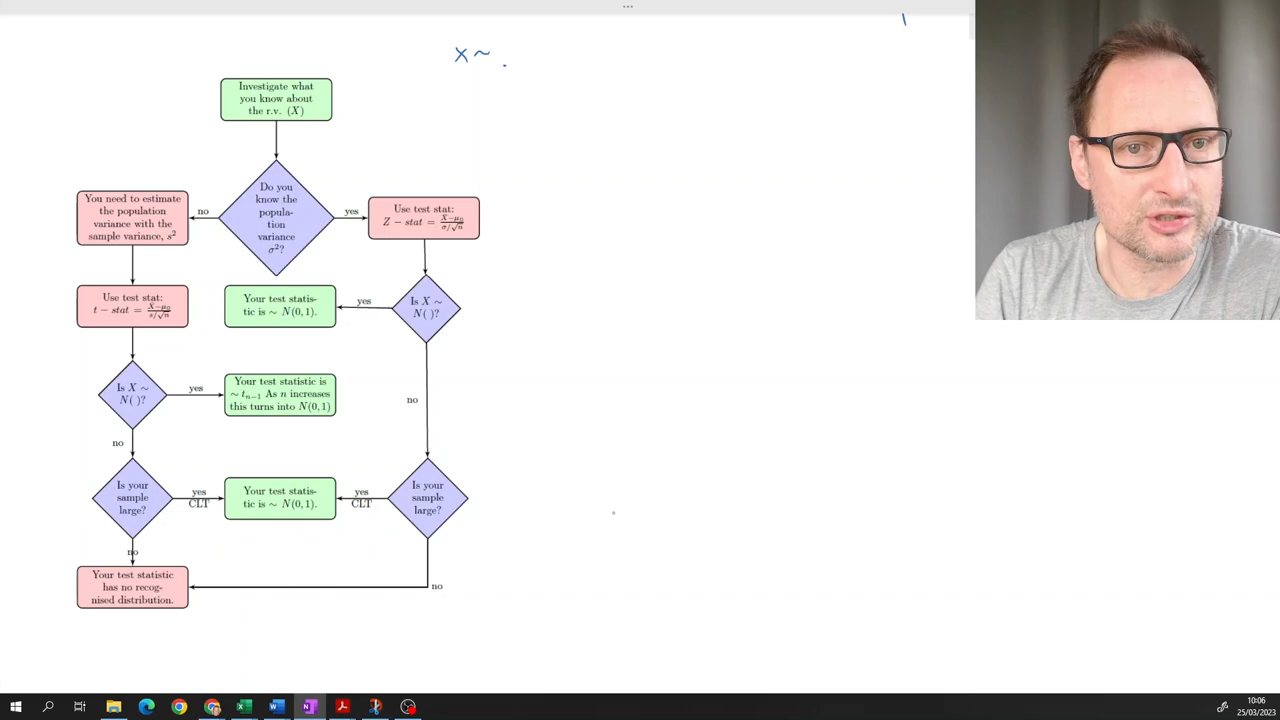 x ~ .
Investigate what
you know about
the r.v. (X)
Do you
know the
popula-
tion
variance
σ²?
no
yes
You need to estimate
the population
variance with the
sample variance, s²
Use test stat:
Z − stat = X̄−μ₀ / σ/√n
Use test stat:
t − stat = X̄−μ₀ / s/√n
Your test statis-
tic is ∼ N(0, 1).
yes
Is X ∼
N( )?
Is X ∼
N( )?
yes
Your test statistic is
∼ tₙ₋₁ As n increases
this turns into N(0, 1)
no
no
Is your
sample
large?
yes
CLT
Your test statis-
tic is ∼ N(0, 1).
yes
CLT
Is your
sample
large?
no
Your test statistic
has no recog-
nised distribution.
no
10:06
25/03/2023